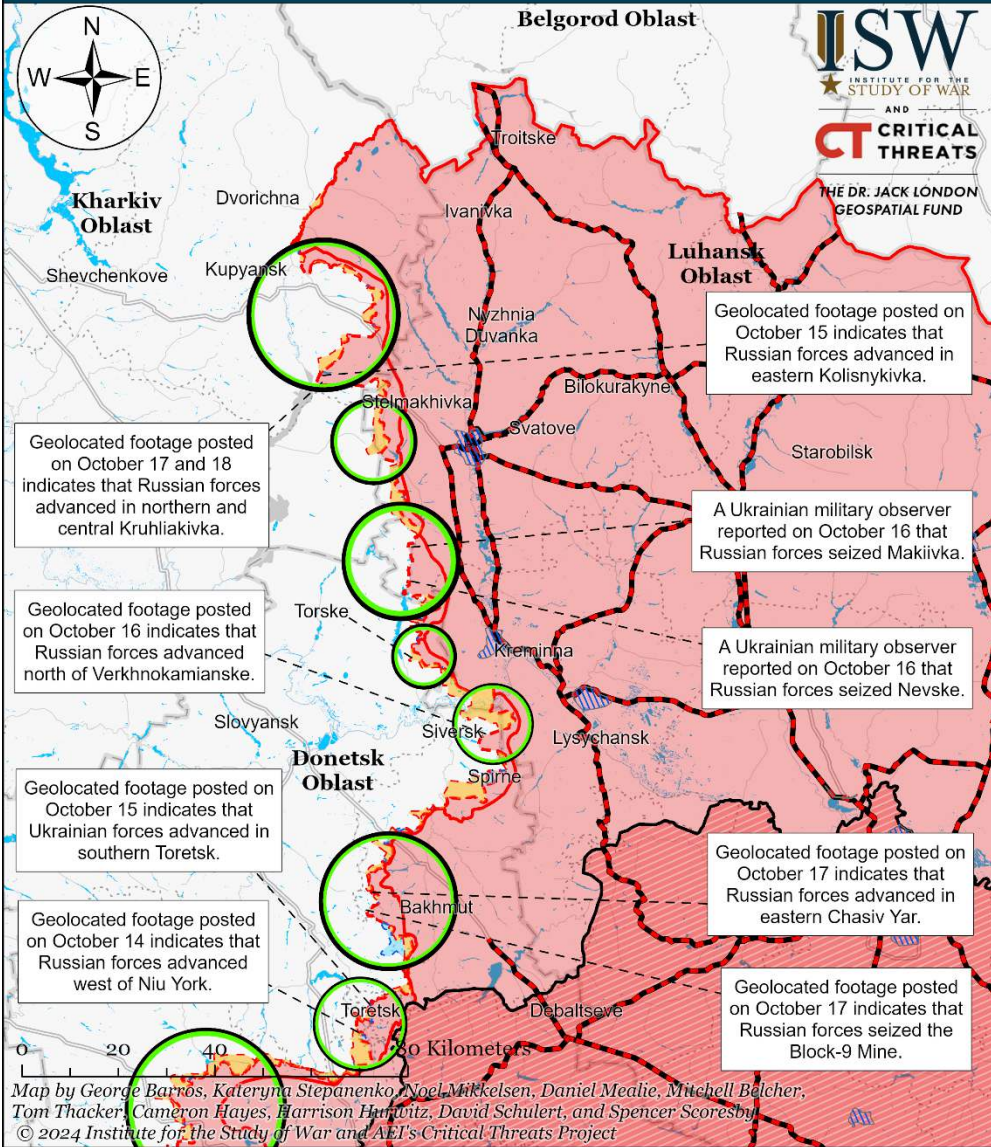 Belgorod Oblast
N
W
E
S
ISW
INSTITUTE FOR THE
STUDY OF WAR
AND
CT CRITICAL
THREATS
THE DR. JACK LONDON
GEOSPATIAL FUND
Troitske
Dvorichna
Kharkiv
Oblast
Ivanivka
Luhansk
Oblast
Shevchenkove
Kupyansk
Nyzhnia
Duvanka
Geolocated footage posted on
October 15 indicates that
Russian forces advanced in
eastern Kolisnykivka.
Bilokurakyne
Stelmakhivka
Svatove
Starobilsk
Geolocated footage posted
on October 17 and 18
indicates that Russian forces
advanced in northern and
central Kruhliakivka.
A Ukrainian military observer
reported on October 16 that
Russian forces seized Makiivka.
Torske
Kreminna
Geolocated footage posted
on October 16 indicates that
Russian forces advanced
north of Verkhnokamianske.
A Ukrainian military observer
reported on October 16 that
Russian forces seized Nevske.
Slovyansk
Siversk
Lysychansk
Donetsk
Oblast
Spirne
Geolocated footage posted on
October 15 indicates that
Ukrainian forces advanced in
southern Toretsk.
Geolocated footage posted on
October 17 indicates that
Russian forces advanced in
eastern Chasiv Yar.
Bakhmut
Geolocated footage posted
on October 14 indicates that
Russian forces advanced
west of Niu York.
Geolocated footage posted
on October 17 indicates that
Russian forces seized the
Block-9 Mine.
Toretsk
Debaltseve
0 20 40 80 Kilometers
Map by George Barros, Kateryna Stepanenko, Noel Mikkelsen, Daniel Mealie, Mitchell Belcher,
Tom Thacker, Cameron Hayes, Harrison Hurwitz, David Schulert, and Spencer Scoresby
© 2024 Institute for the Study of War and AEI's Critical Threats Project